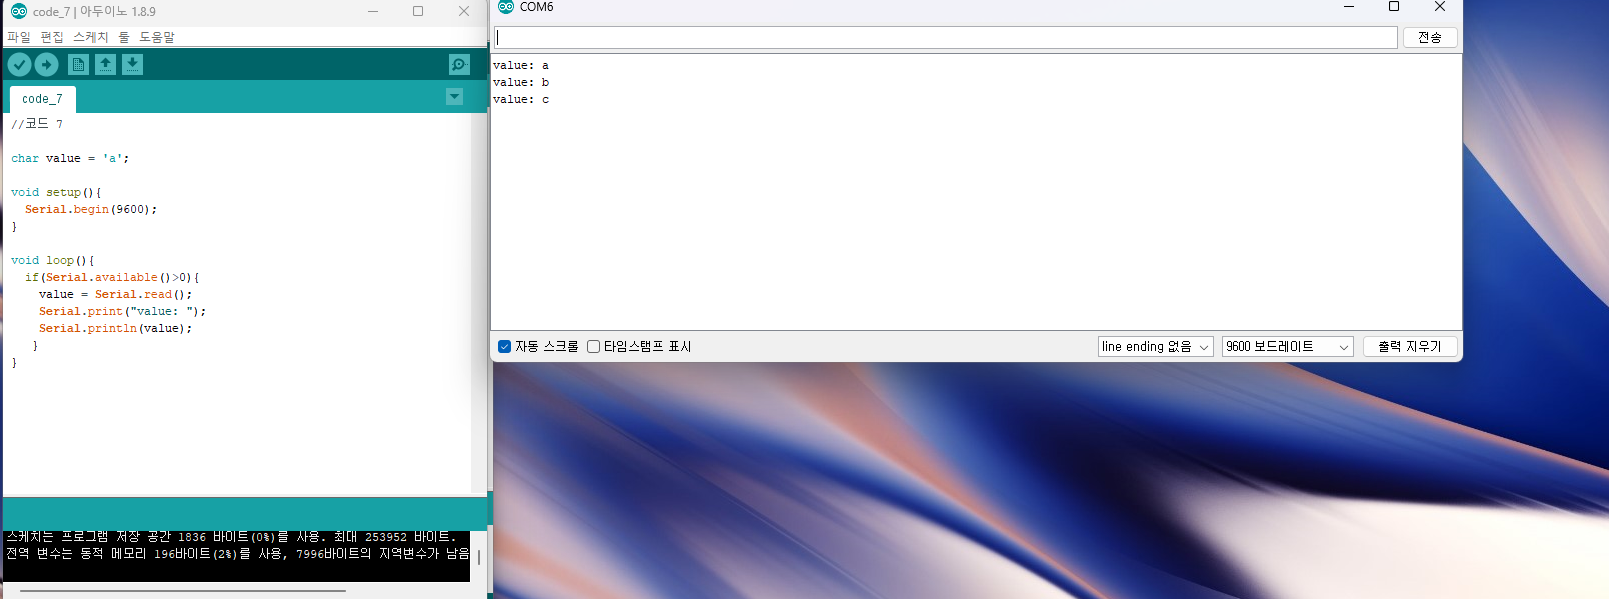 code_7 | 아두이노 1.8.9
파일 편집 스케치 툴 도움말
code_7
//코드 7
char value = 'a';
void setup(){
Serial.begin(9600);
}
void loop(){
if(Serial.available()>0){
value = Serial.read();
Serial.print("value: ");
Serial.println(value);
}
}
스케치는 프로그램 저장 공간 1836 바이트(0%)를 사용. 최대 253952 바이트.
전역 변수는 동적 메모리 196바이트(2%)를 사용, 7996바이트의 지역변수가 남음
COM6
전송
value: a
value: b
value: c
자동 스크롤 타임스탬프 표시 line ending 없음 9600 보드레이트 출력 지우기